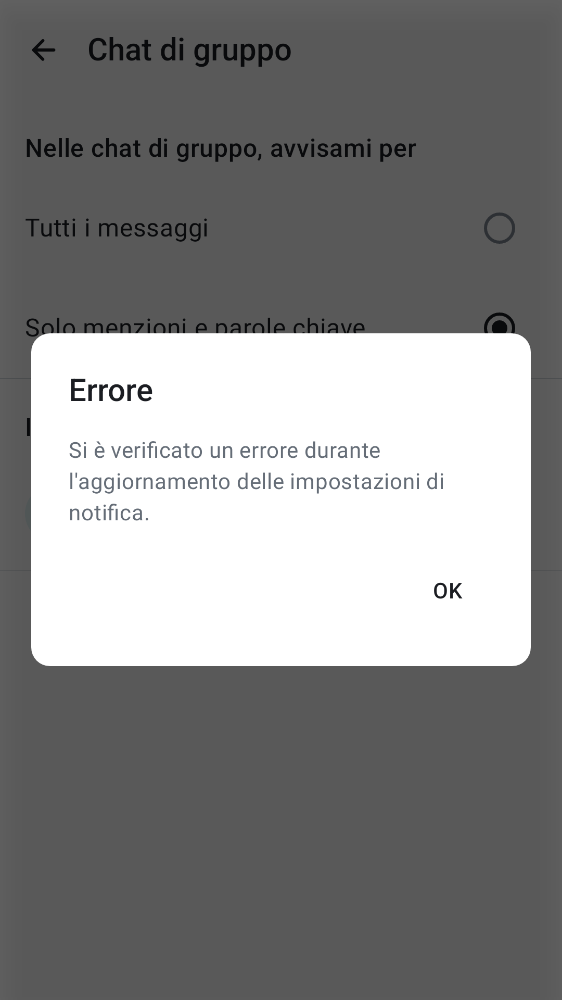 Chat di gruppo
Nelle chat di gruppo, avvisami per
Tutti i messaggi
Solo menzioni e parole chiave
Errore
Si è verificato un errore durante
l'aggiornamento delle impostazioni di
notifica.
OK